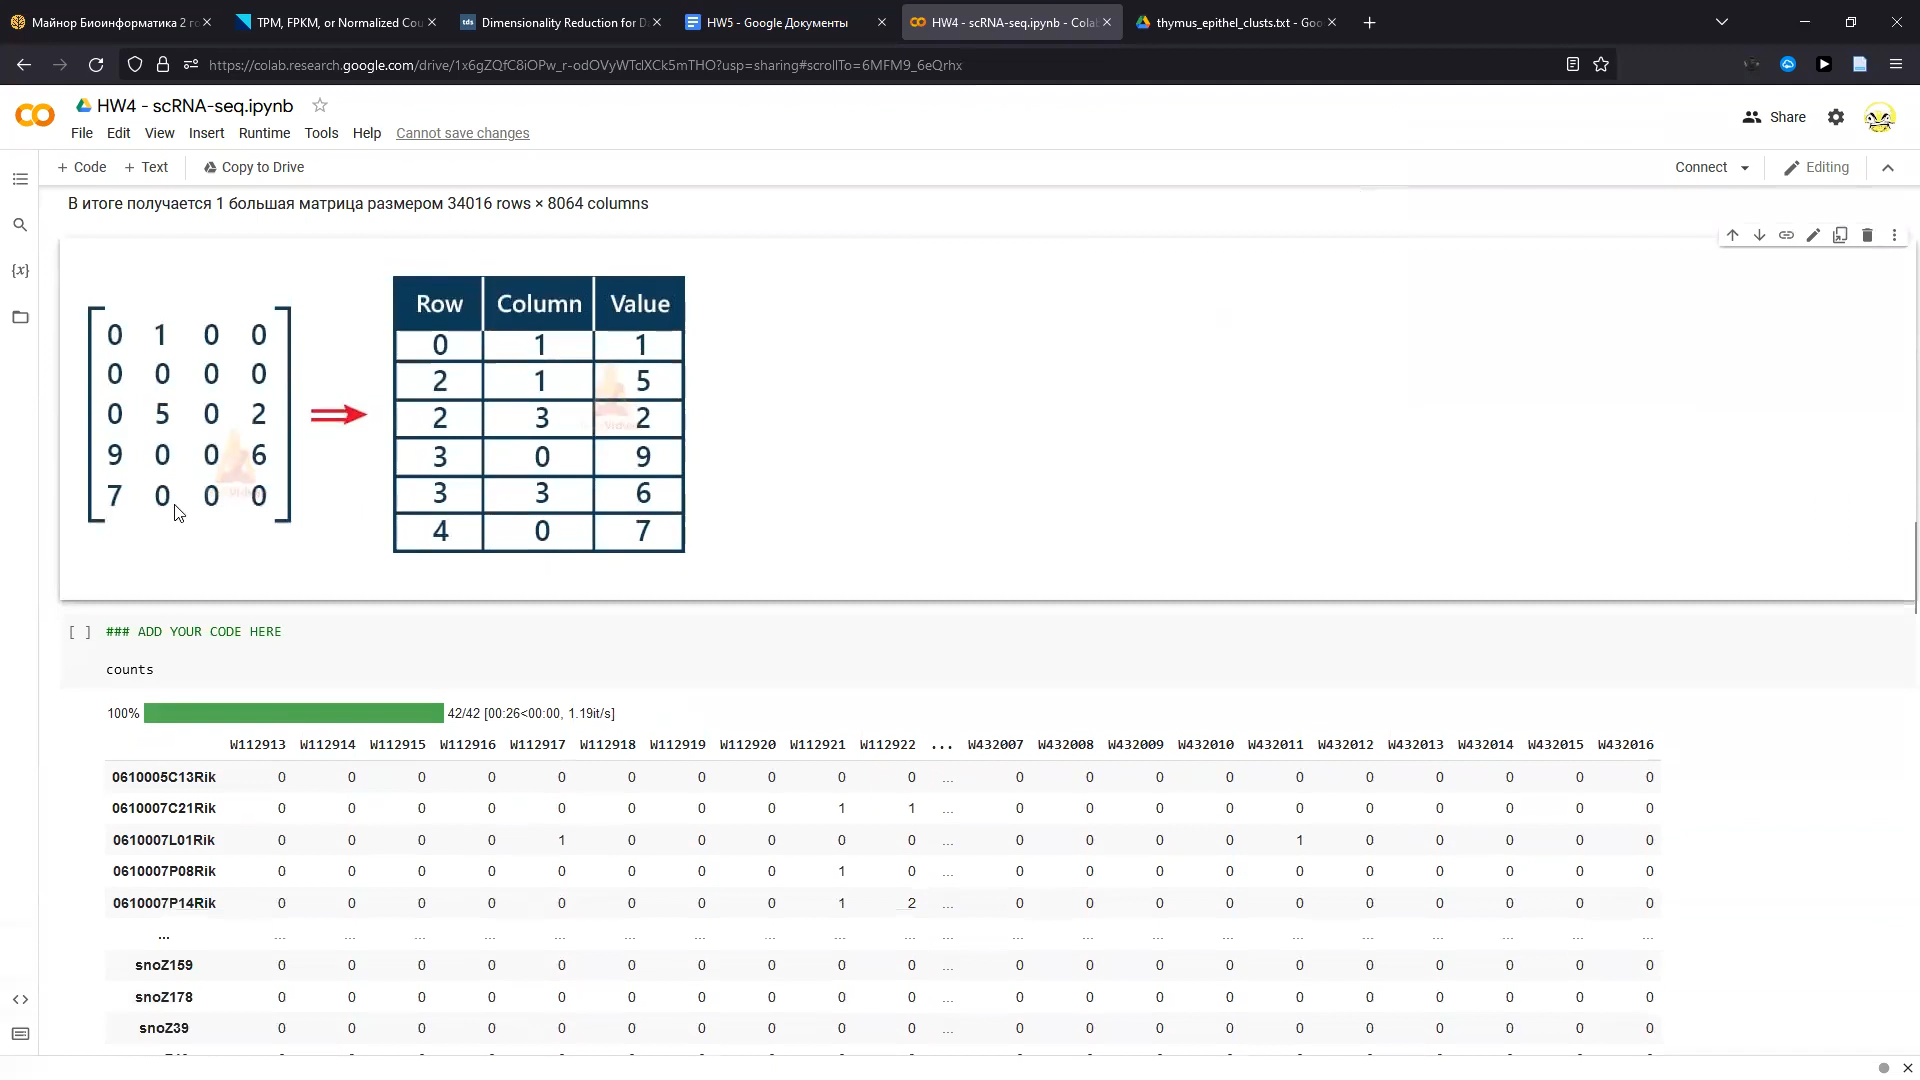 Майнор Биоинформатика 2 го
TPM, FPKM, or Normalized Cou
Dimensionality Reduction for D
HW5 - Google Документы
HW4 - scRNA-seq.ipynb - Colab
thymus_epithel_clusts.txt - Goo
https://colab.research.google.com/drive/1x6gZQfC8iOPw_r-odOVyWTclXCk5mTHO?usp=sharing#scrollTo=6MFM9_6eQrhx
HW4 - scRNA-seq.ipynb
Share
File Edit View Insert Runtime Tools Help Cannot save changes
+ Code + Text Copy to Drive Connect Editing
В итоге получается 1 большая матрица размером 34016 rows × 8064 columns
0 1 0 0
0 0 0 0
0 5 0 2
9 0 0 6
7 0 0 0
Row Column Value
0 1 1
2 1 5
2 3 2
3 0 9
3 3 6
4 0 7
[ ] ### ADD YOUR CODE HERE
counts
100% 42/42 [00:26<00:00, 1.19it/s]
W112913 W112914 W112915 W112916 W112917 W112918 W112919 W112920 W112921 W112922 ... W432007 W432008 W432009 W432010 W432011 W432012 W432013 W432014 W432015 W432016
0610005C13Rik 0 0 0 0 0 0 0 0 0 0 ... 0 0 0 0 0 0 0 0 0 0
0610007C21Rik 0 0 0 0 0 0 0 0 1 1 ... 0 0 0 0 0 0 0 0 0 0
0610007L01Rik 0 0 0 0 1 0 0 0 0 0 ... 0 0 0 0 1 0 0 0 0 0
0610007P08Rik 0 0 0 0 0 0 0 0 1 0 ... 0 0 0 0 0 0 0 0 0 0
0610007P14Rik 0 0 0 0 0 0 0 0 1 2 ... 0 0 0 0 0 0 0 0 0 0
... ... ... ... ... ... ... ... ... ... ... ... ... ... ... ... ... ... ... ... ... ...
snoZ159 0 0 0 0 0 0 0 0 0 0 ... 0 0 0 0 0 0 0 0 0 0
snoZ178 0 0 0 0 0 0 0 0 0 0 ... 0 0 0 0 0 0 0 0 0 0
snoZ39 0 0 0 0 0 0 0 0 0 0 ... 0 0 0 0 0 0 0 0 0 0